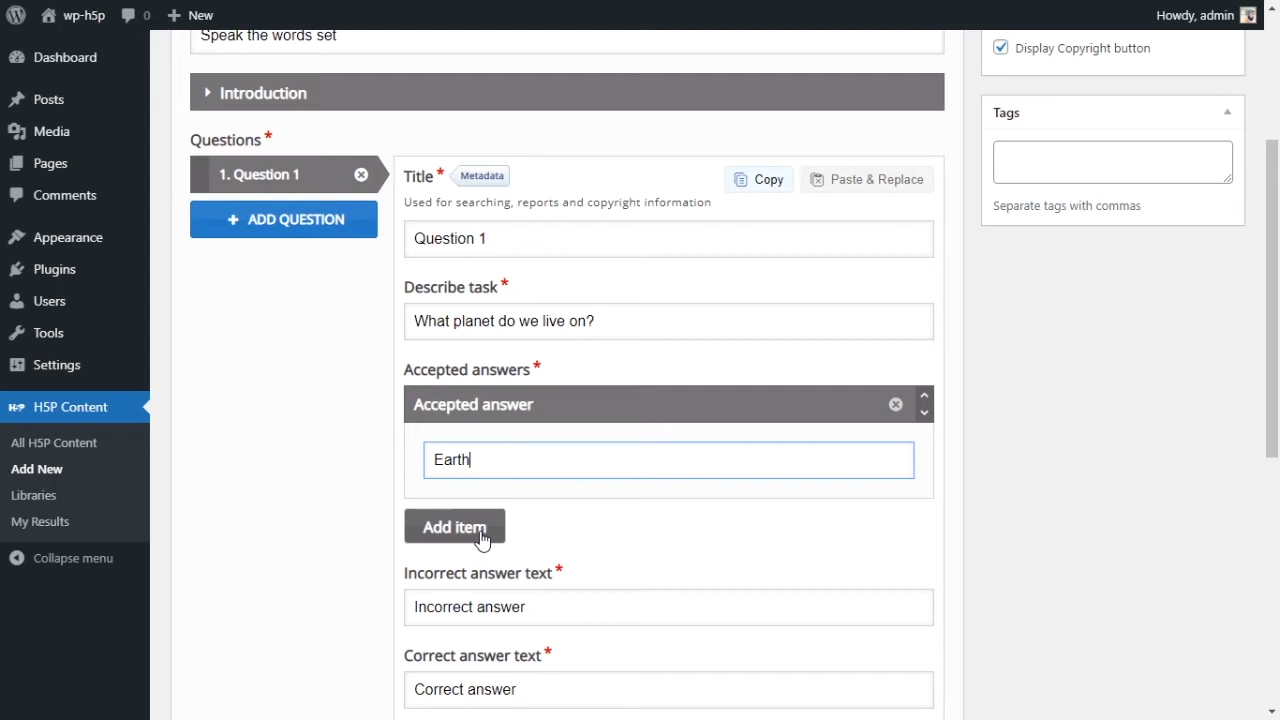 wp-h5p
0
New
Howdy, admin
Dashboard
Posts
Media
Pages
Comments
Appearance
Plugins
Users
Tools
Settings
H5P Content
All H5P Content
Add New
Libraries
My Results
Collapse menu
Speak the words set
Introduction
Questions *
1. Question 1
+ ADD QUESTION
Title * Metadata
Copy
Paste & Replace
Used for searching, reports and copyright information
Question 1
Describe task *
What planet do we live on?
Accepted answers *
Accepted answer
Earth
Add item
Incorrect answer text *
Incorrect answer
Correct answer text *
Correct answer
Display Copyright button
Tags
Separate tags with commas